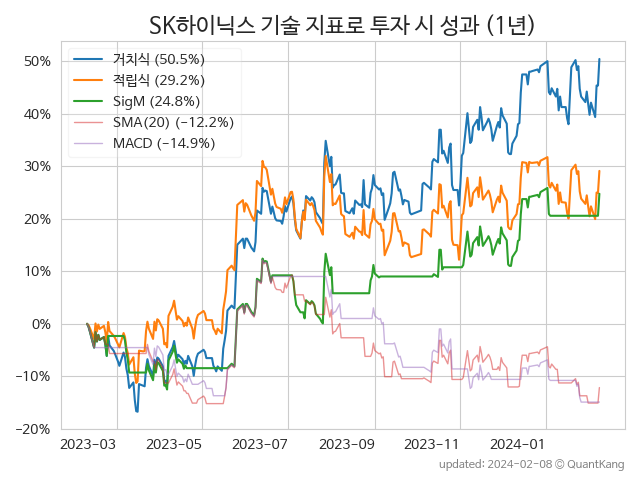 SK하이닉스 기술 지표로 투자 시 성과 (1년)
거치식 (50.5%)
적립식 (29.2%)
SigM (24.8%)
SMA(20) (−12.2%)
MACD (−14.9%)
50%
40%
30%
20%
10%
0%
−10%
−20%
2023-03 2023-05 2023-07 2023-09 2023-11 2024-01
updated: 2024-02-08 © QuantKang